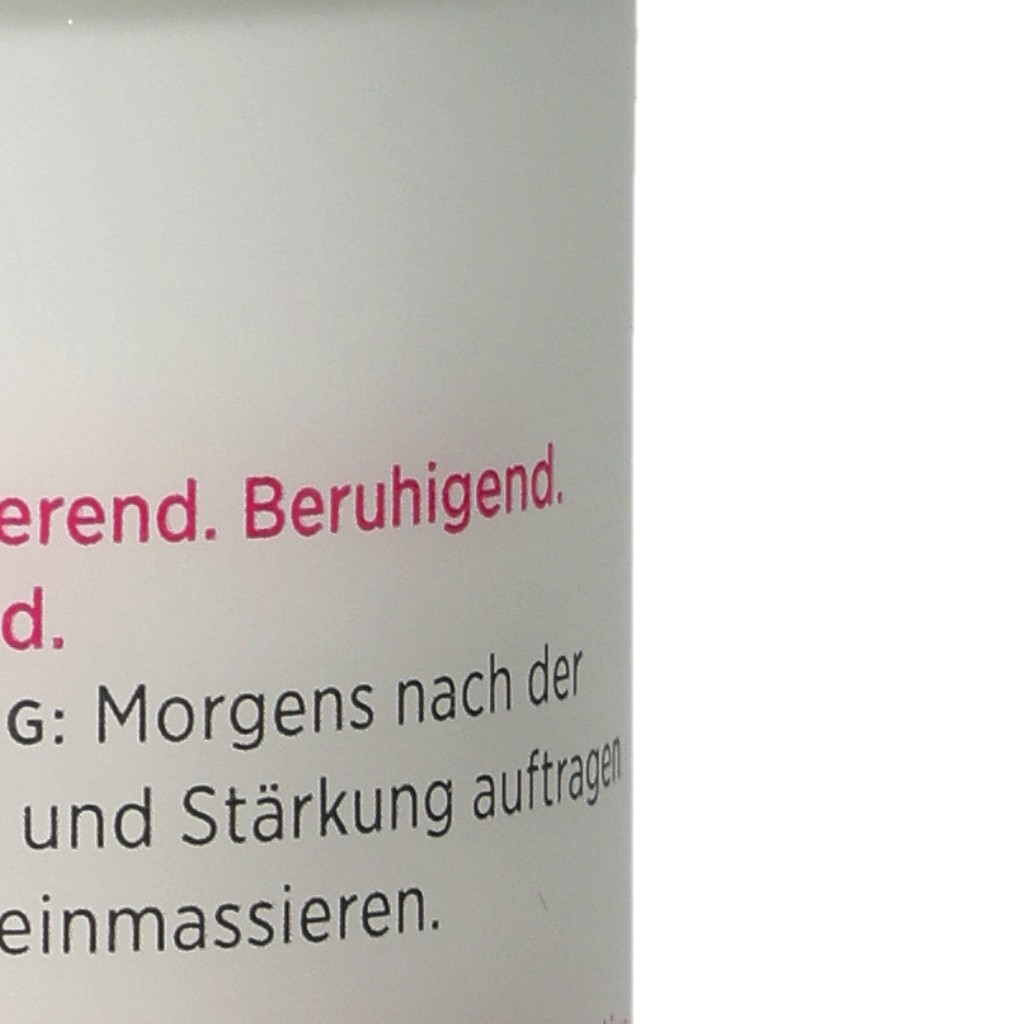 erend. Beruhigend.
d.
G: Morgens nach der
und Stärkung auftragen
einmassieren.